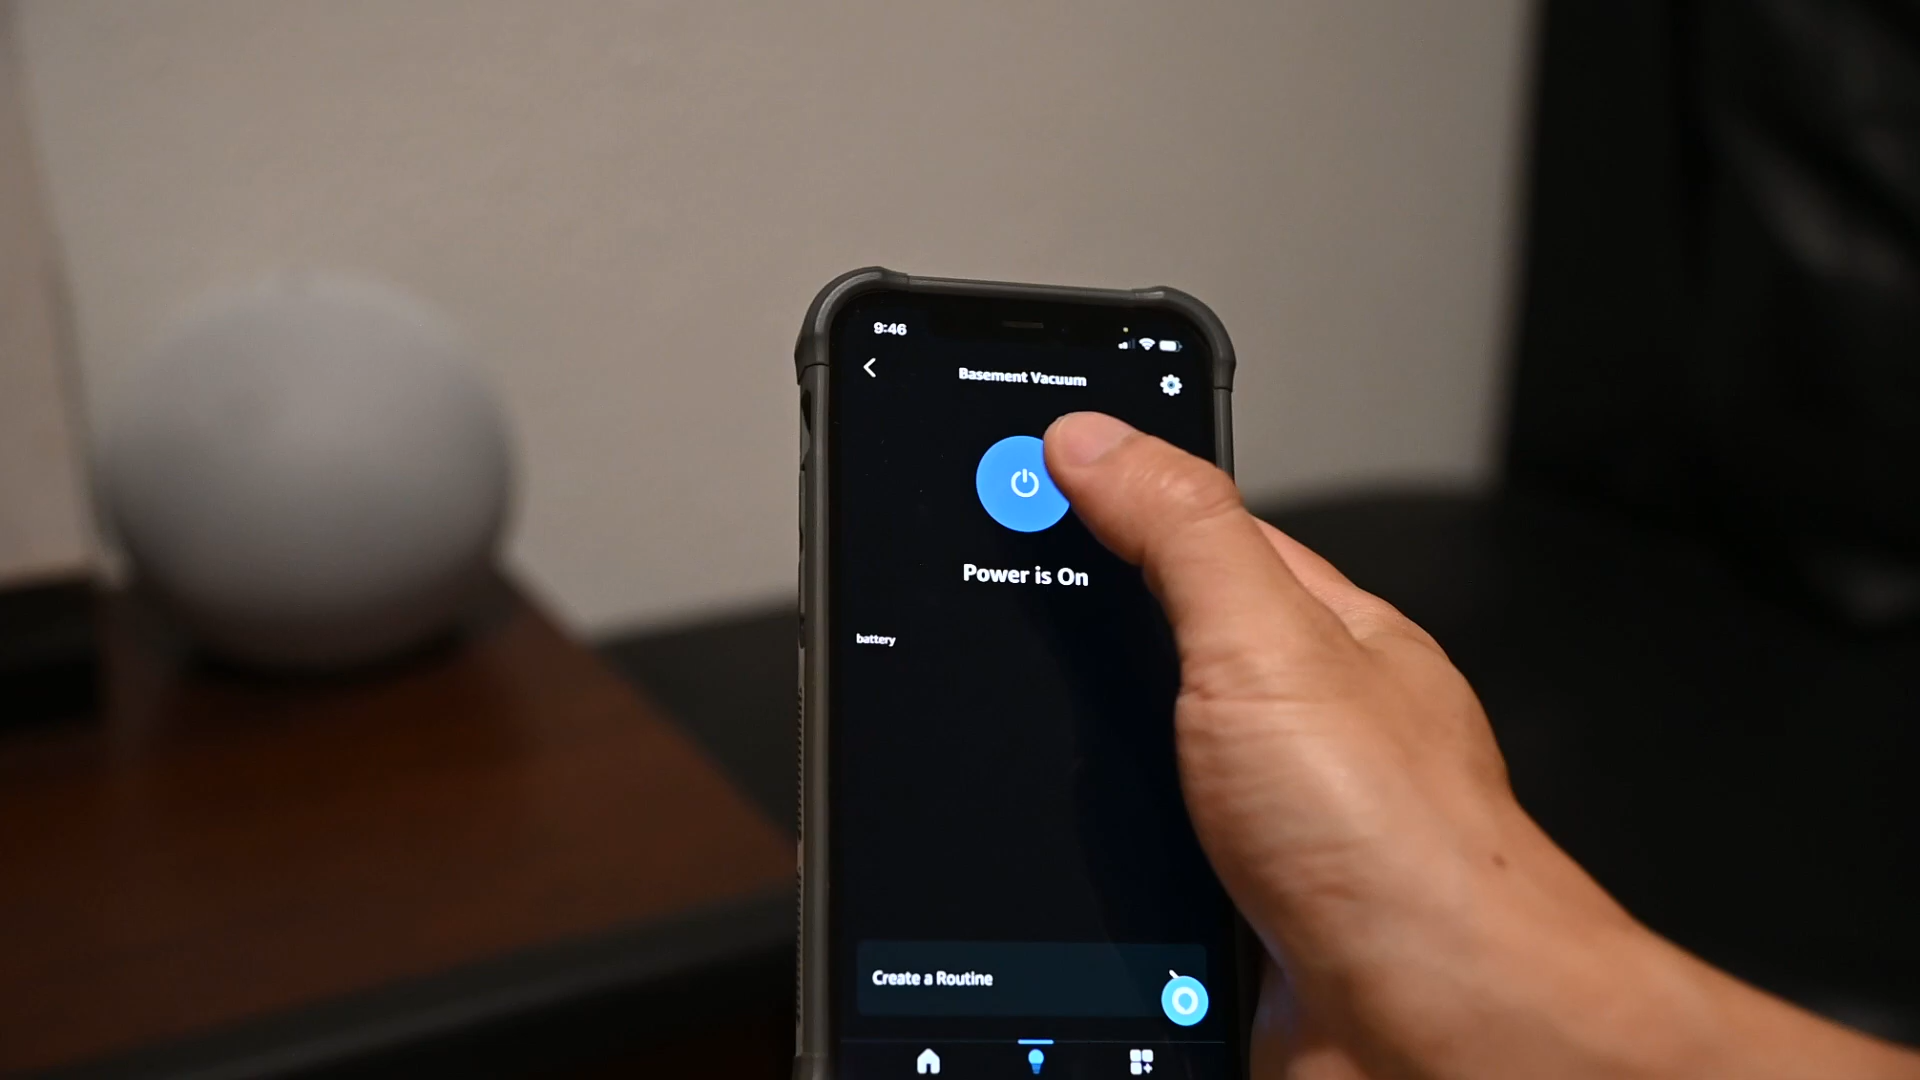 9:46
Basement Vacuum
Power is On
battery
Create a Routine